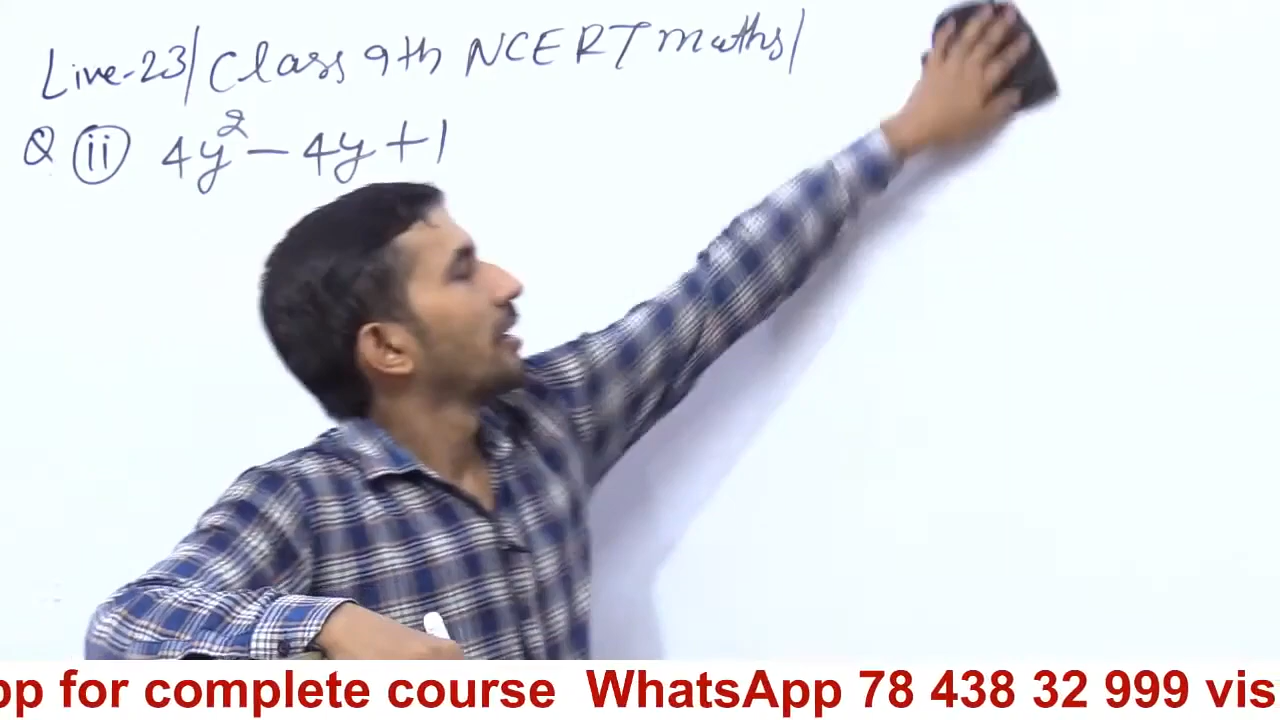 Live-23/ Class 9th NCERT maths/
Q (ii) 4y² - 4y + 1
pp for complete course WhatsApp 78 438 32 999 vis